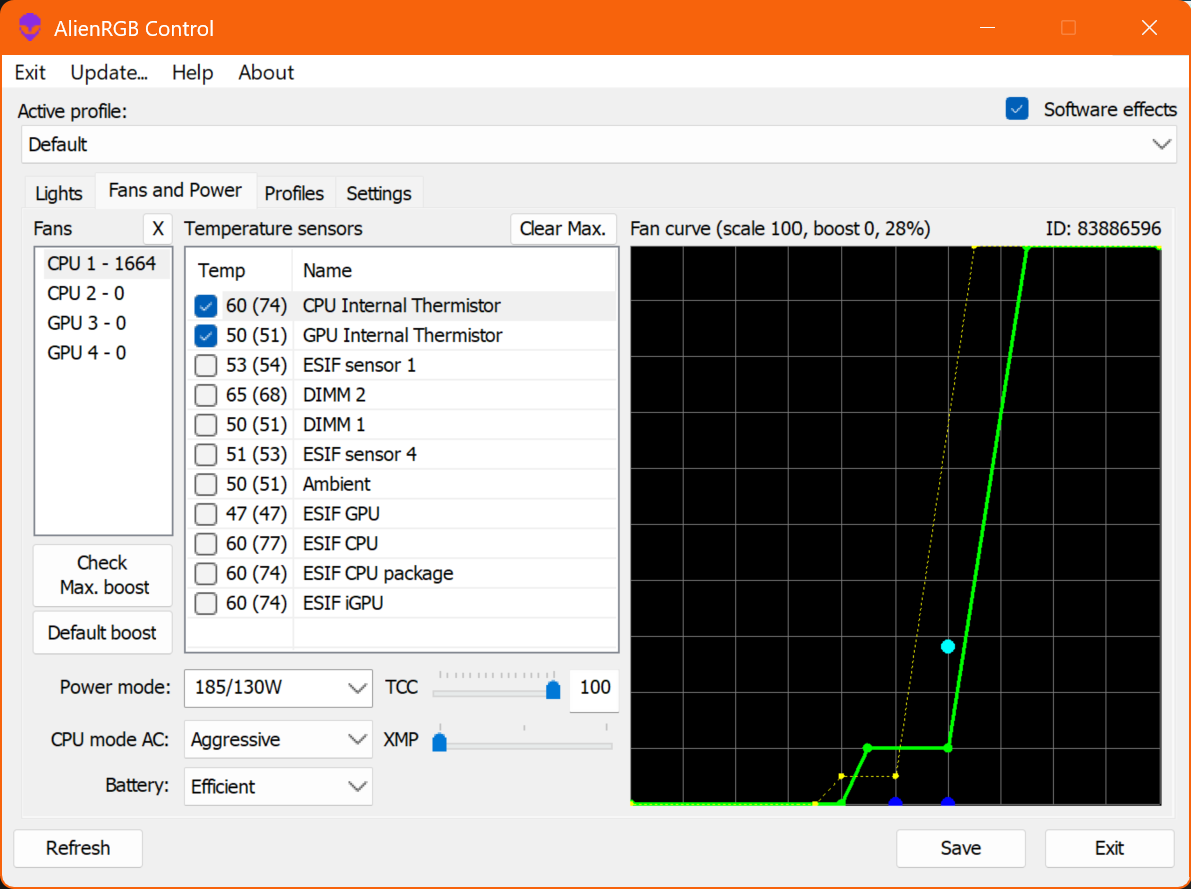 AlienRGB Control
Exit Update... Help About
Active profile:
Software effects
Default
Lights Fans and Power Profiles Settings
Fans X
CPU 1 - 1664
CPU 2 - 0
GPU 3 - 0
GPU 4 - 0
Check
Max. boost
Default boost
Temperature sensors Clear Max.
Temp Name
60 (74) CPU Internal Thermistor
50 (51) GPU Internal Thermistor
53 (54) ESIF sensor 1
65 (68) DIMM 2
50 (51) DIMM 1
51 (53) ESIF sensor 4
50 (51) Ambient
47 (47) ESIF GPU
60 (77) ESIF CPU
60 (74) ESIF CPU package
60 (74) ESIF iGPU
Fan curve (scale 100, boost 0, 28%) ID: 83886596
Power mode: 185/130W TCC 100
CPU mode AC: Aggressive XMP
Battery: Efficient
Refresh Save Exit